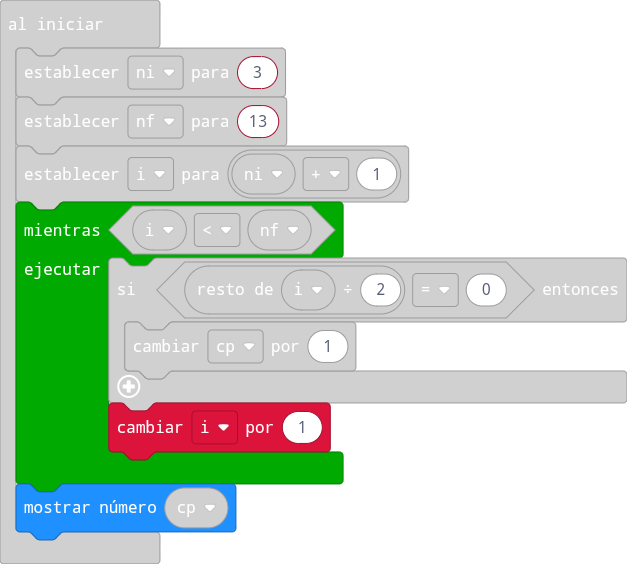 al iniciar
establecer ni para 3
establecer nf para 13
establecer i para ni + 1
mientras i < nf
ejecutar
si resto de i ÷ 2 = 0 entonces
cambiar cp por 1
cambiar i por 1
mostrar número cp